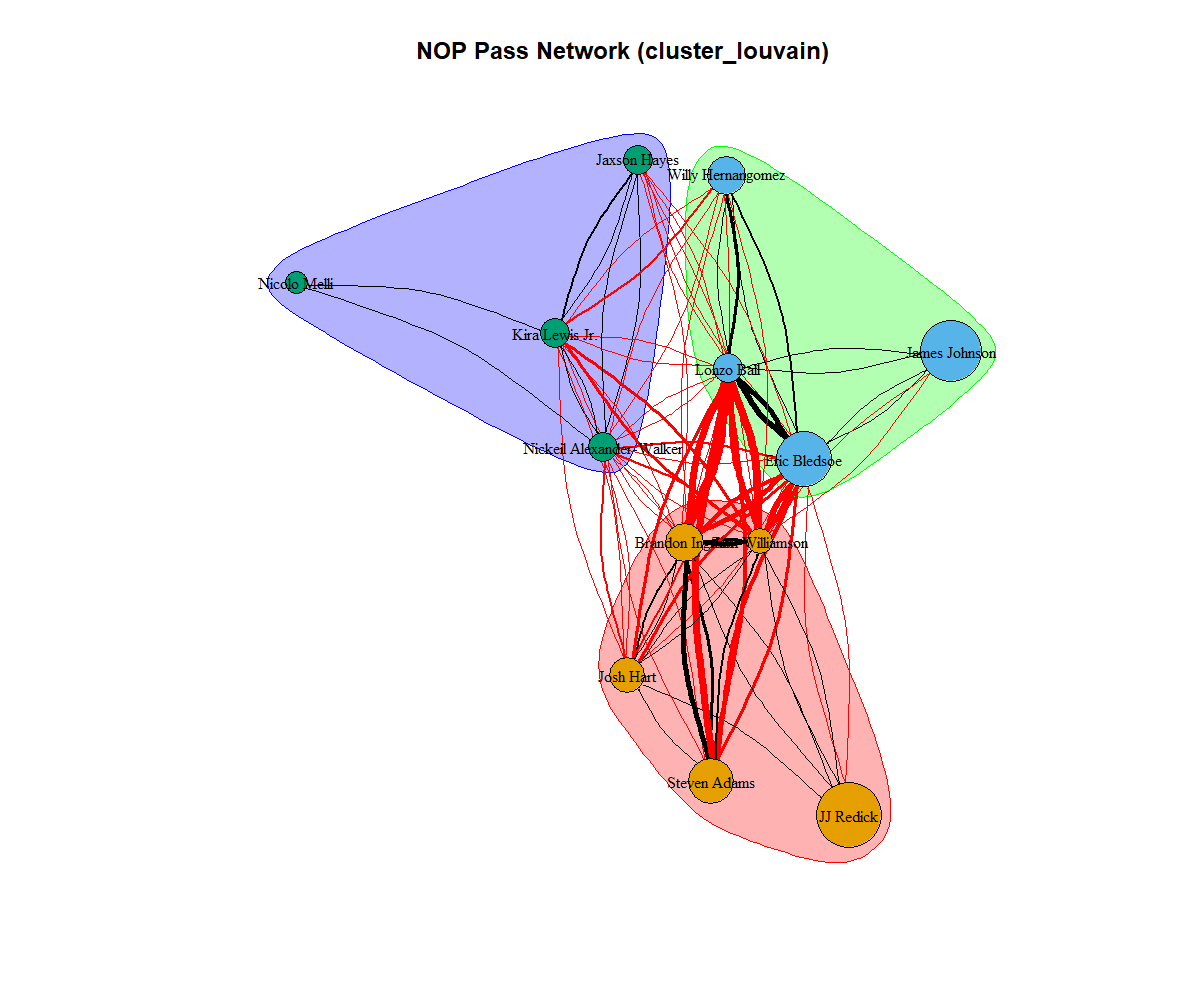 NOP Pass Network (cluster_louvain)
Jaxson Hayes
Willy Hernangomez
Nicolo Melli
Kira Lewis Jr.
James Johnson
Lonzo Ball
Nickeil Alexander-Walker
Eric Bledsoe
Brandon Ingram
Williamson
Josh Hart
Steven Adams
JJ Redick